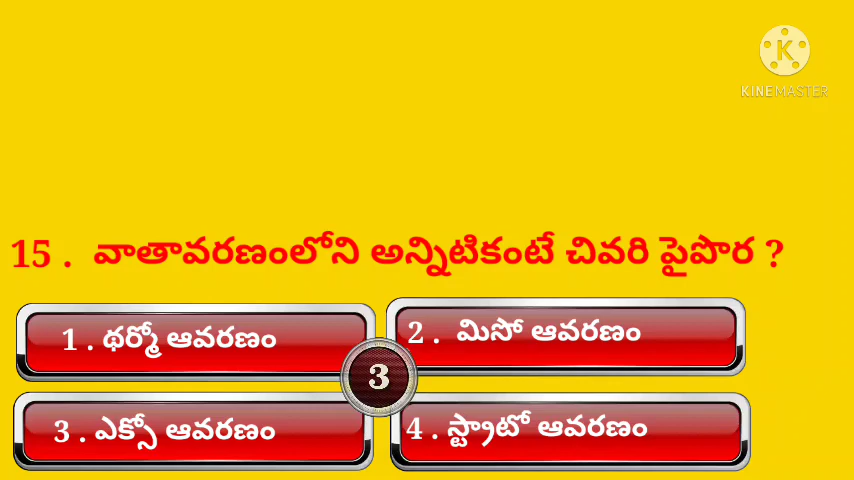 K
KINEMASTER
15 . వాతావరణంలోని అన్నిటికంటే చివరి పైపొర ?
1 . థర్మో ఆవరణం
2 . మిసో ఆవరణం
3
3 . ఎక్సో ఆవరణం
4 . స్ట్రాటో ఆవరణం